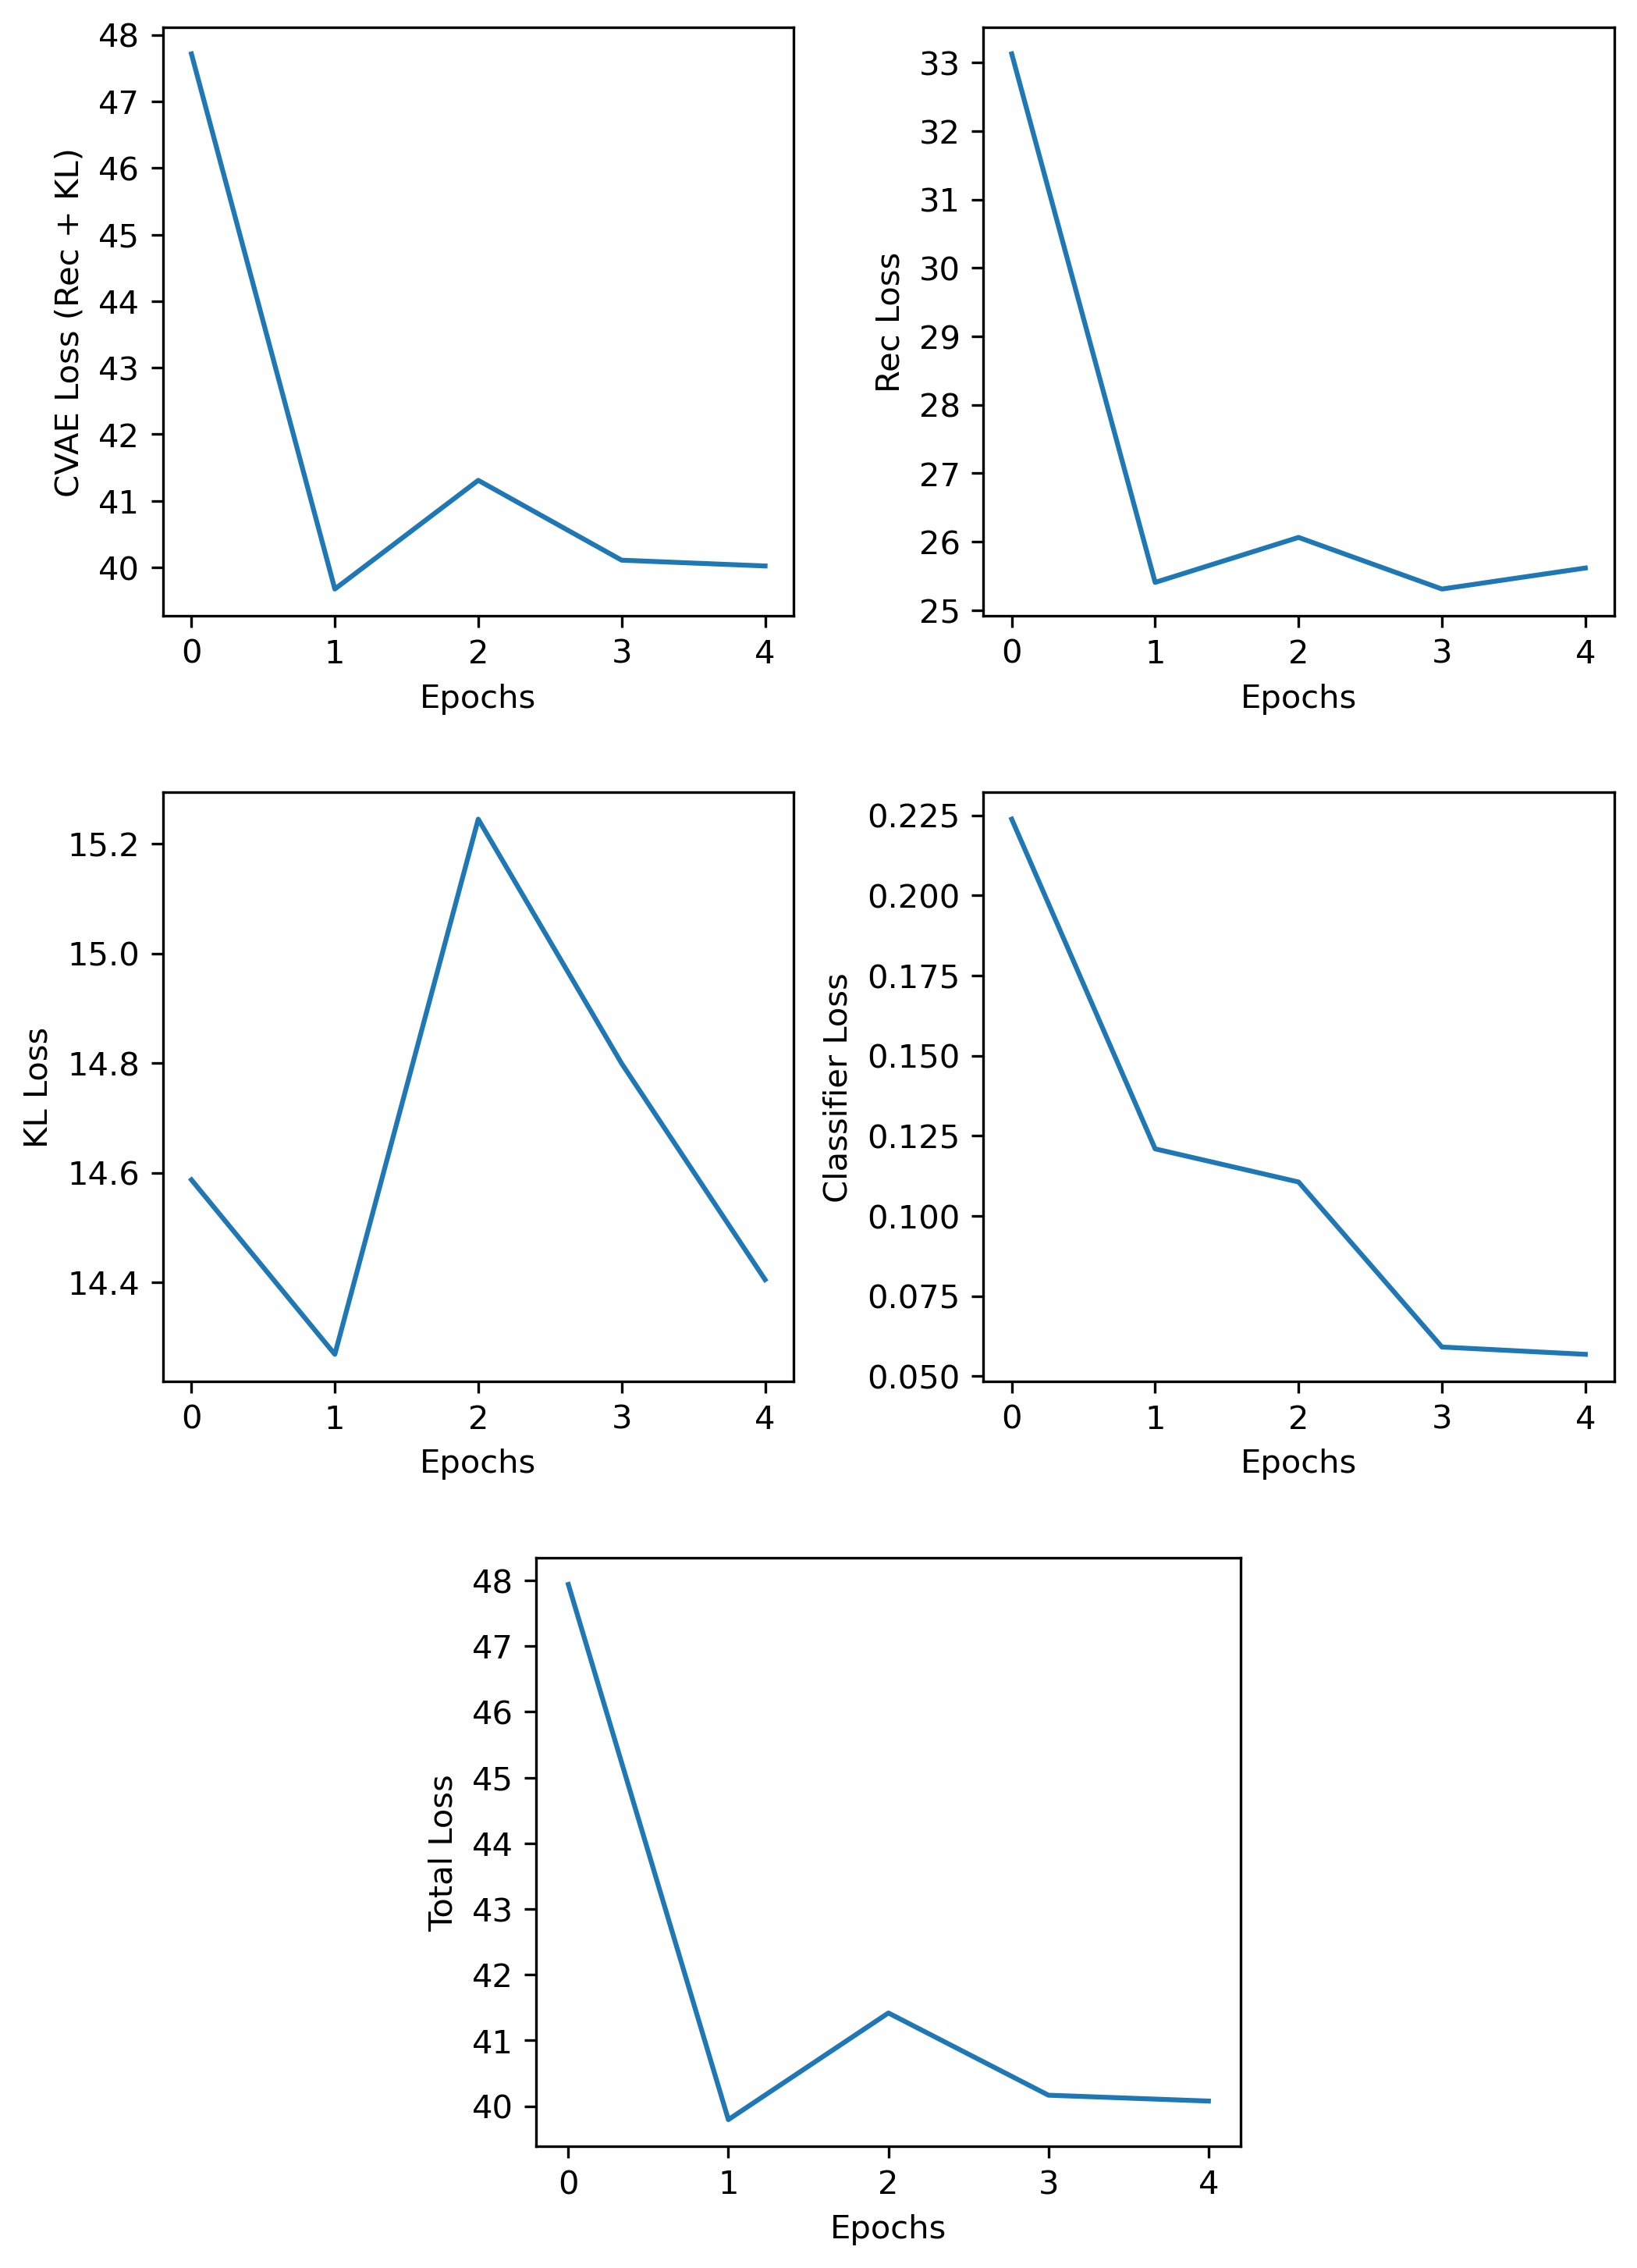 48
47
46
45
44
43
42
41
40
CVAE Loss (Rec + KL)
0 1 2 3 4
Epochs
33
32
31
30
29
28
27
26
25
Rec Loss
0 1 2 3 4
Epochs
15.2
15.0
14.8
14.6
14.4
KL Loss
0 1 2 3 4
Epochs
0.225
0.200
0.175
0.150
0.125
0.100
0.075
0.050
Classifier Loss
0 1 2 3 4
Epochs
48
47
46
45
44
43
42
41
40
Total Loss
0 1 2 3 4
Epochs